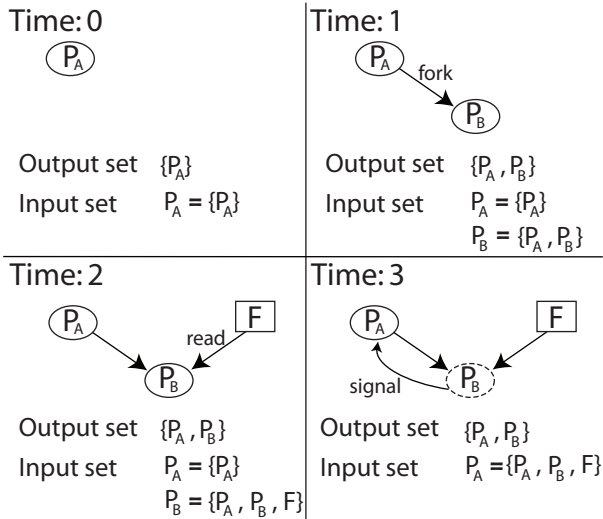 Time: 0
P_A
Output set {P_A}
Input set P_A = {P_A}
Time: 1
P_A
fork
P_B
Output set {P_A , P_B}
Input set P_A = {P_A}
P_B = {P_A , P_B}
Time: 2
P_A
F
read
P_B
Output set {P_A , P_B}
Input set P_A = {P_A}
P_B = {P_A , P_B , F}
Time: 3
P_A
F
signal
P_B
Output set {P_A , P_B}
Input set P_A = {P_A , P_B , F}